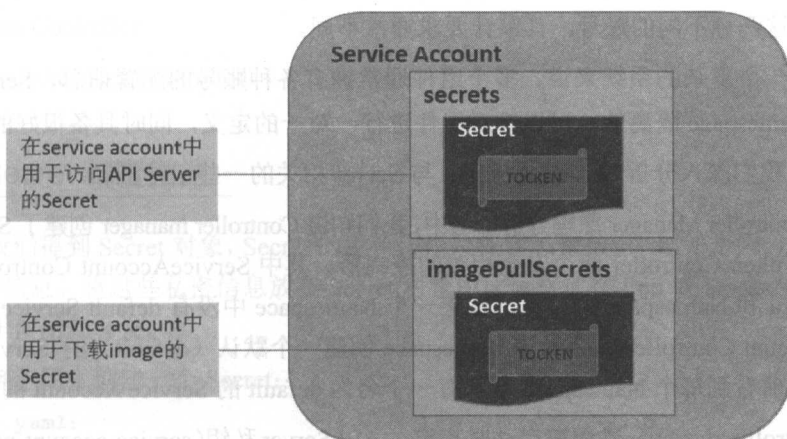 Service Account
secrets
Secret
TOCKEN
在service account中
用于访问API Server
的Secret
imagePullSecrets
Secret
TOCKEN
在service account中
用于下载image的
Secret